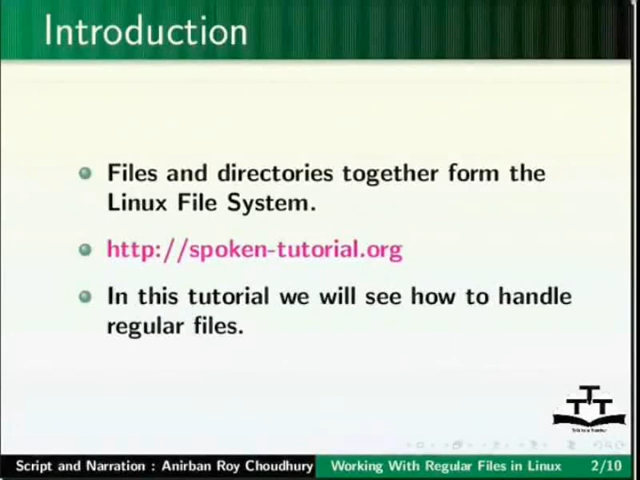 Introduction
Files and directories together form the
Linux File System.
http://spoken-tutorial.org
In this tutorial we will see how to handle
regular files.
TTT
Script and Narration : Anirban Roy Choudhury
Working With Regular Files in Linux
2/10